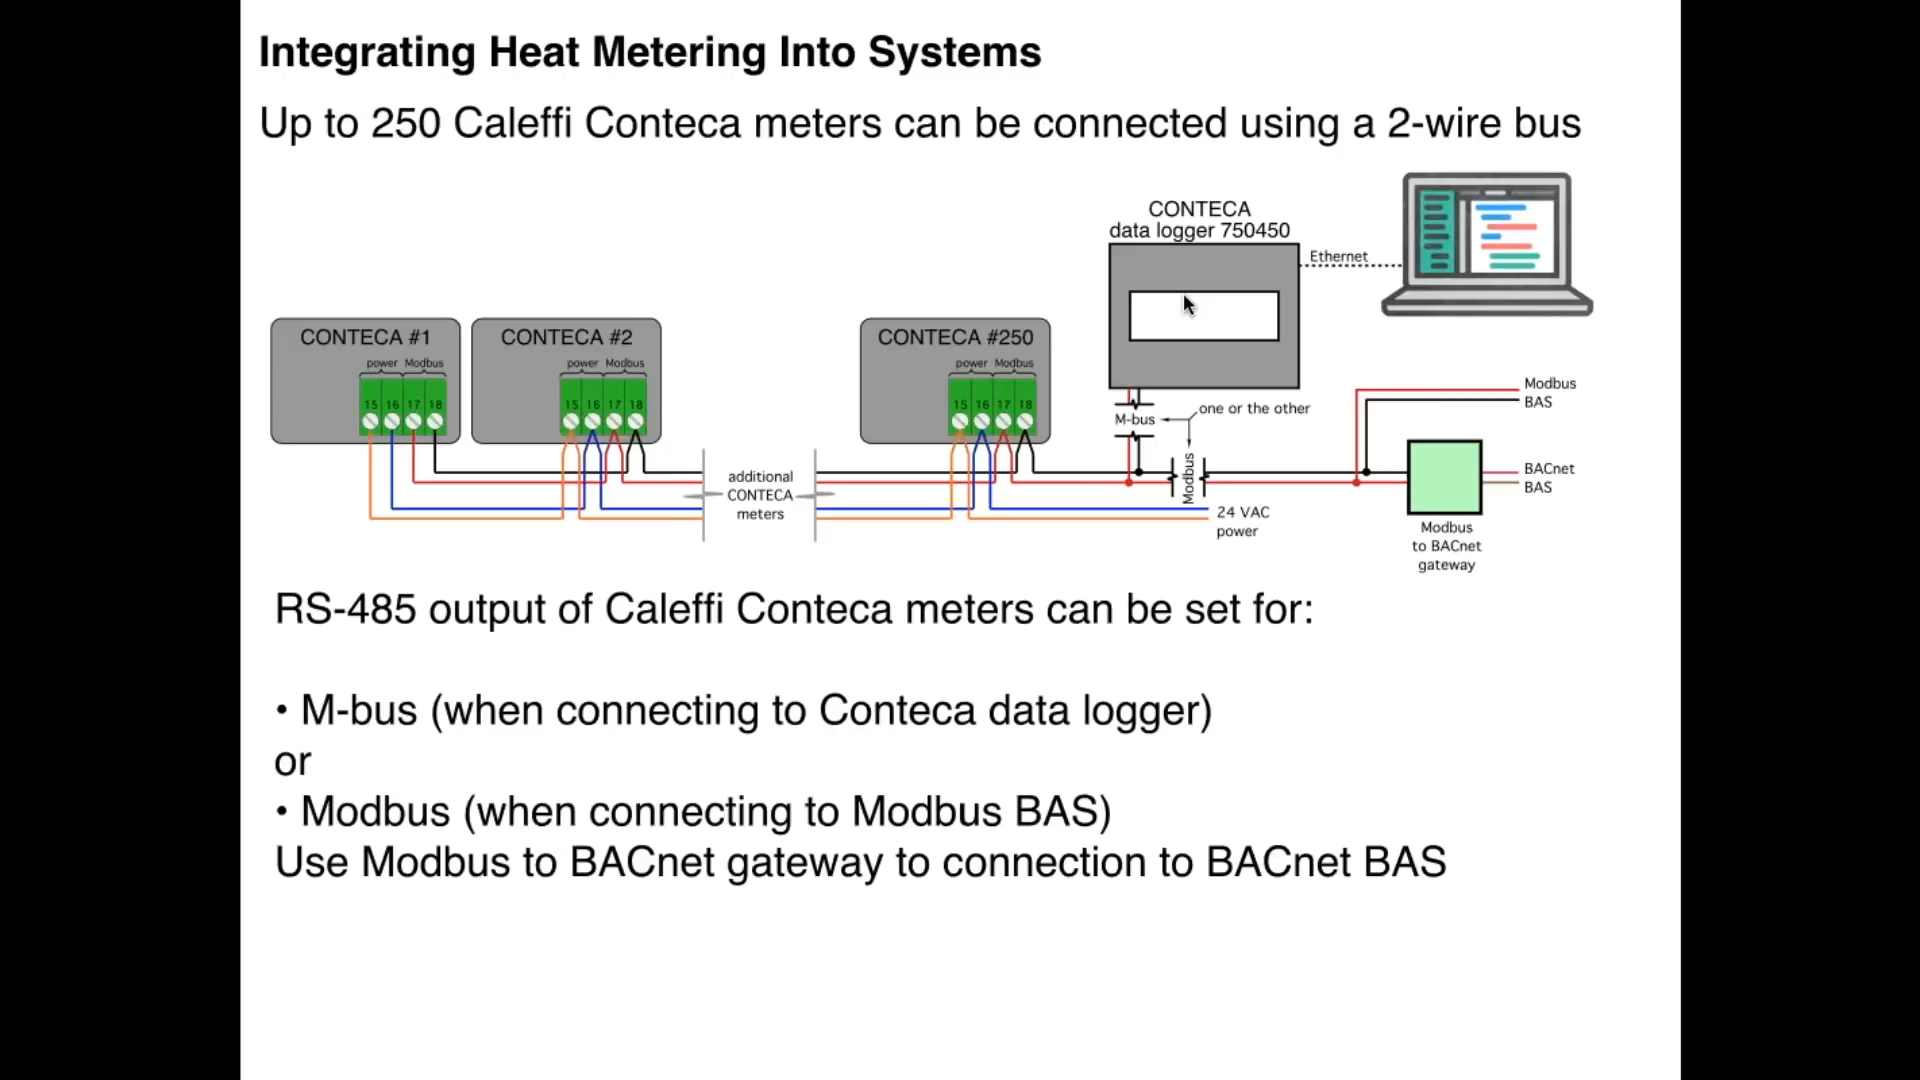 Integrating Heat Metering Into Systems
Up to 250 Caleffi Conteca meters can be connected using a 2-wire bus
CONTECA
data logger 750450
Ethernet
CONTECA #1
power Modbus
15 16 17 18
CONTECA #2
power Modbus
15 16 17 18
CONTECA #250
power Modbus
15 16 17 18
additional
CONTECA
meters
M-bus
one or the other
Modbus
24 VAC
power
Modbus
BAS
BACnet
BAS
Modbus
to BACnet
gateway
RS-485 output of Caleffi Conteca meters can be set for:
• M-bus (when connecting to Conteca data logger)
or
• Modbus (when connecting to Modbus BAS)
Use Modbus to BACnet gateway to connection to BACnet BAS